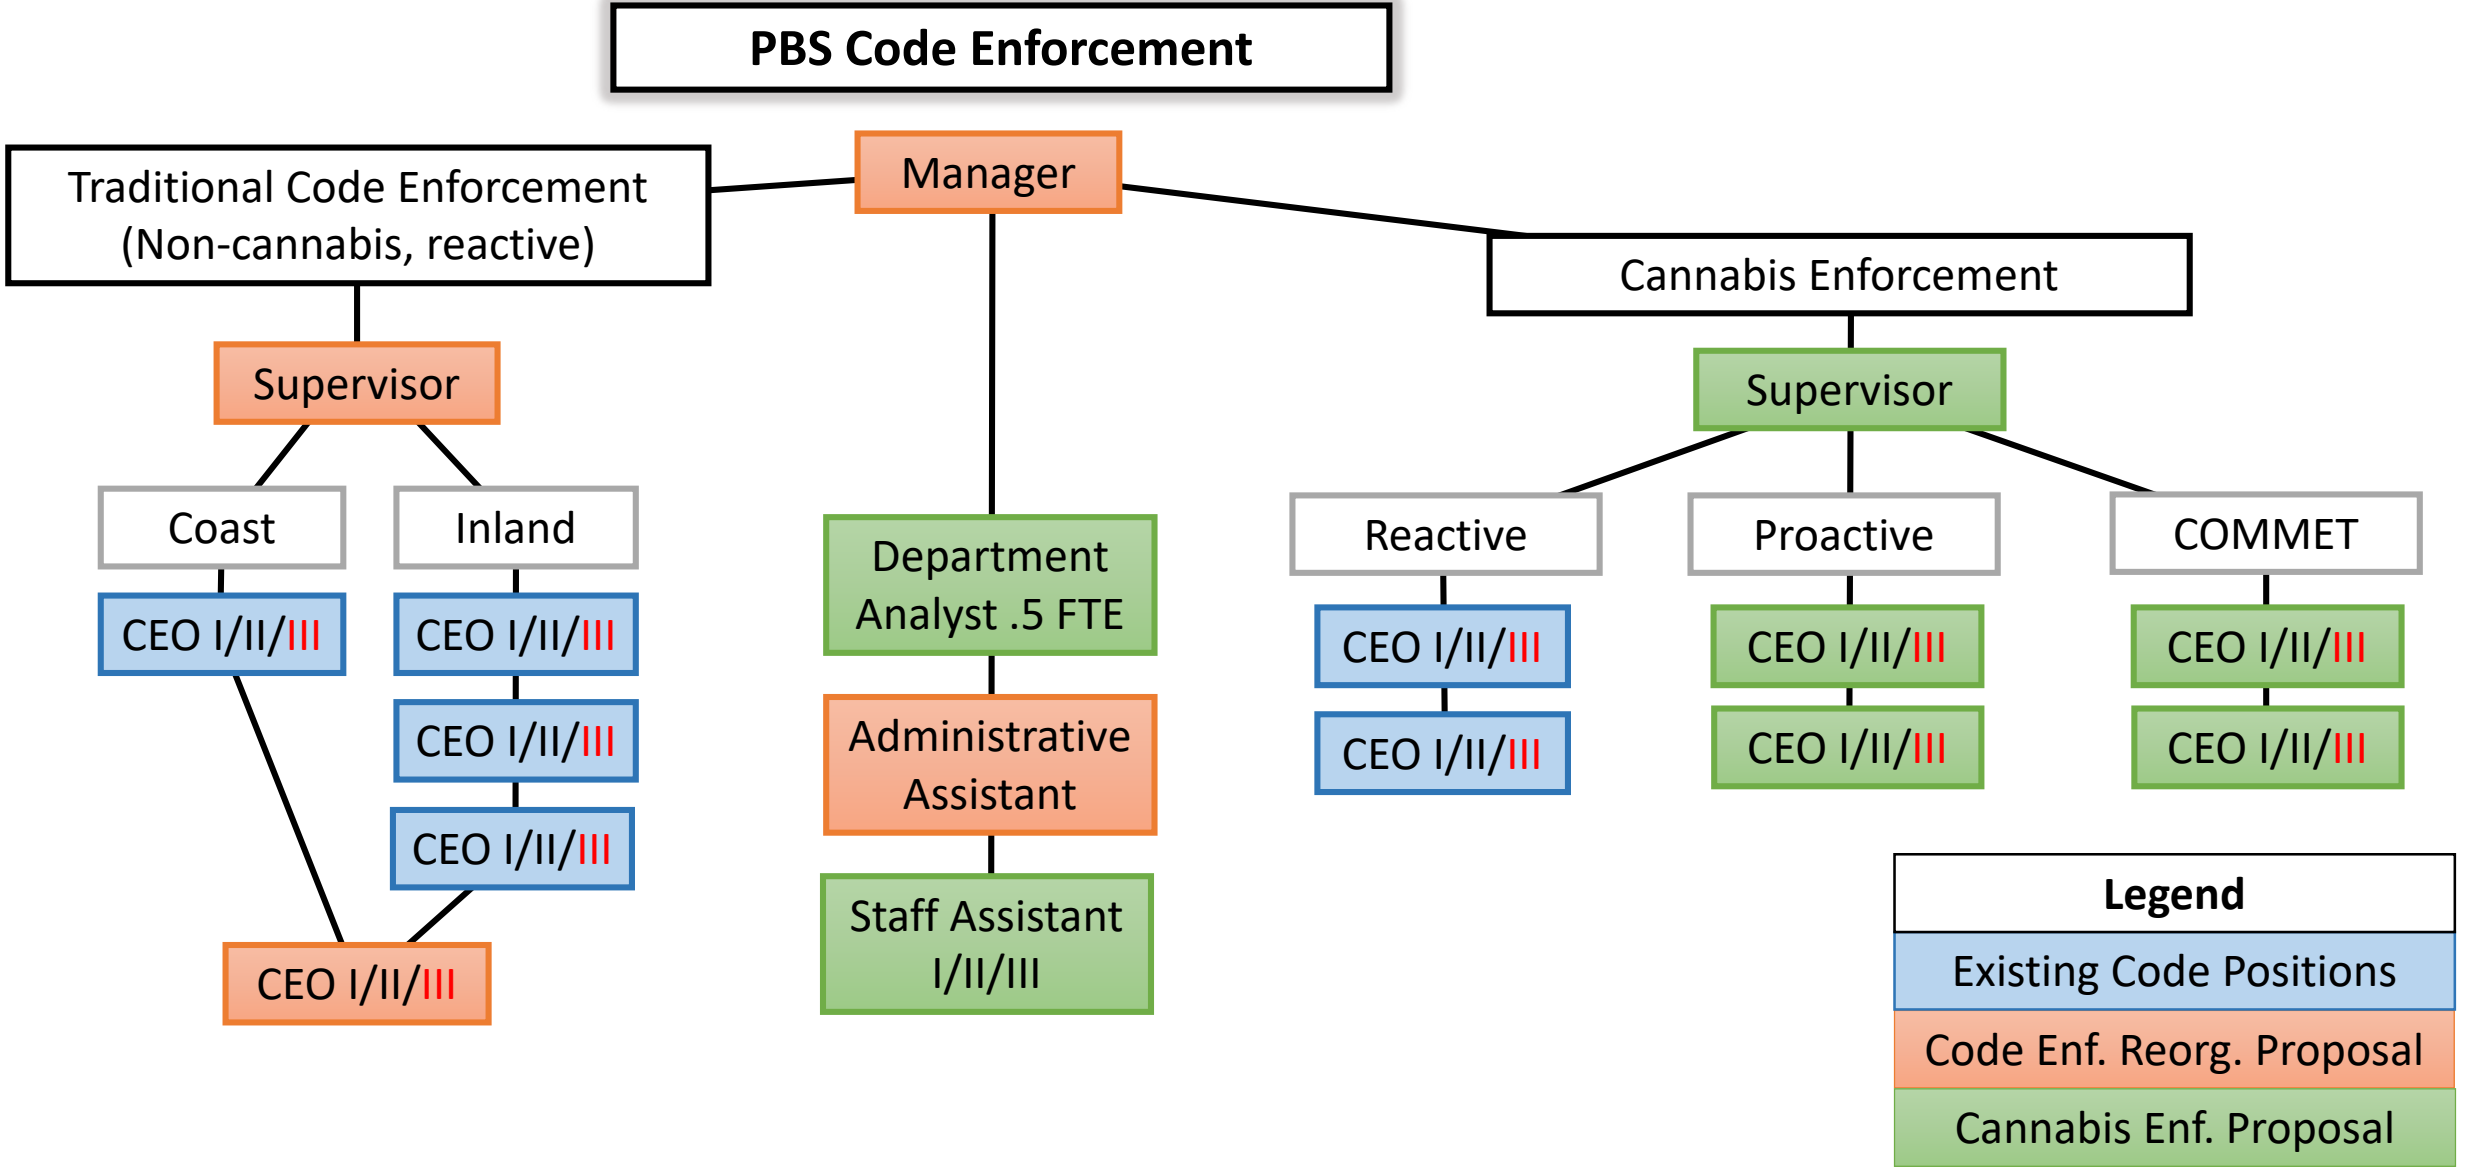 PBS Code Enforcement
Manager
Traditional Code Enforcement
(Non-cannabis, reactive)
Supervisor
Coast
CEO I/II/III
Inland
CEO I/II/III
CEO I/II/III
CEO I/II/III
CEO I/II/III
Department
Analyst .5 FTE
Administrative
Assistant
Staff Assistant
I/II/III
Cannabis Enforcement
Supervisor
Reactive
CEO I/II/III
CEO I/II/III
Proactive
CEO I/II/III
CEO I/II/III
COMMET
CEO I/II/III
CEO I/II/III
Legend
Existing Code Positions
Code Enf. Reorg. Proposal
Cannabis Enf. Proposal